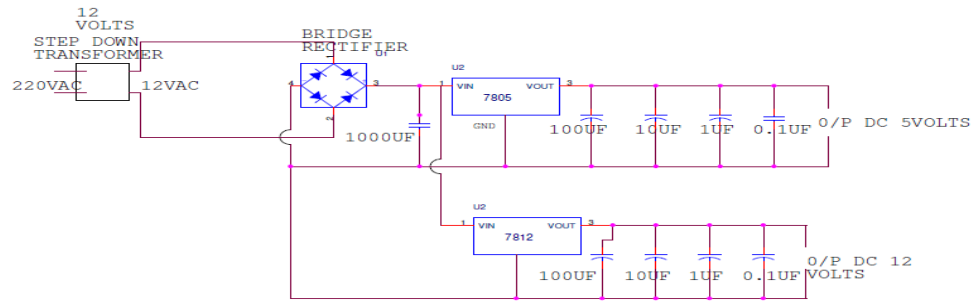 12
VOLTS
STEP DOWN
TRANSFORMER
220VAC
12VAC
BRIDGE
RECTIFIER
U1
1
4
3
2
1000UF
U2
1
VIN
VOUT
3
7805
GND
100UF
10UF
1UF
0.1UF
O/P DC 5VOLTS
U2
1
VIN
VOUT
3
7812
100UF
10UF
1UF
0.1UF
O/P DC 12
VOLTS